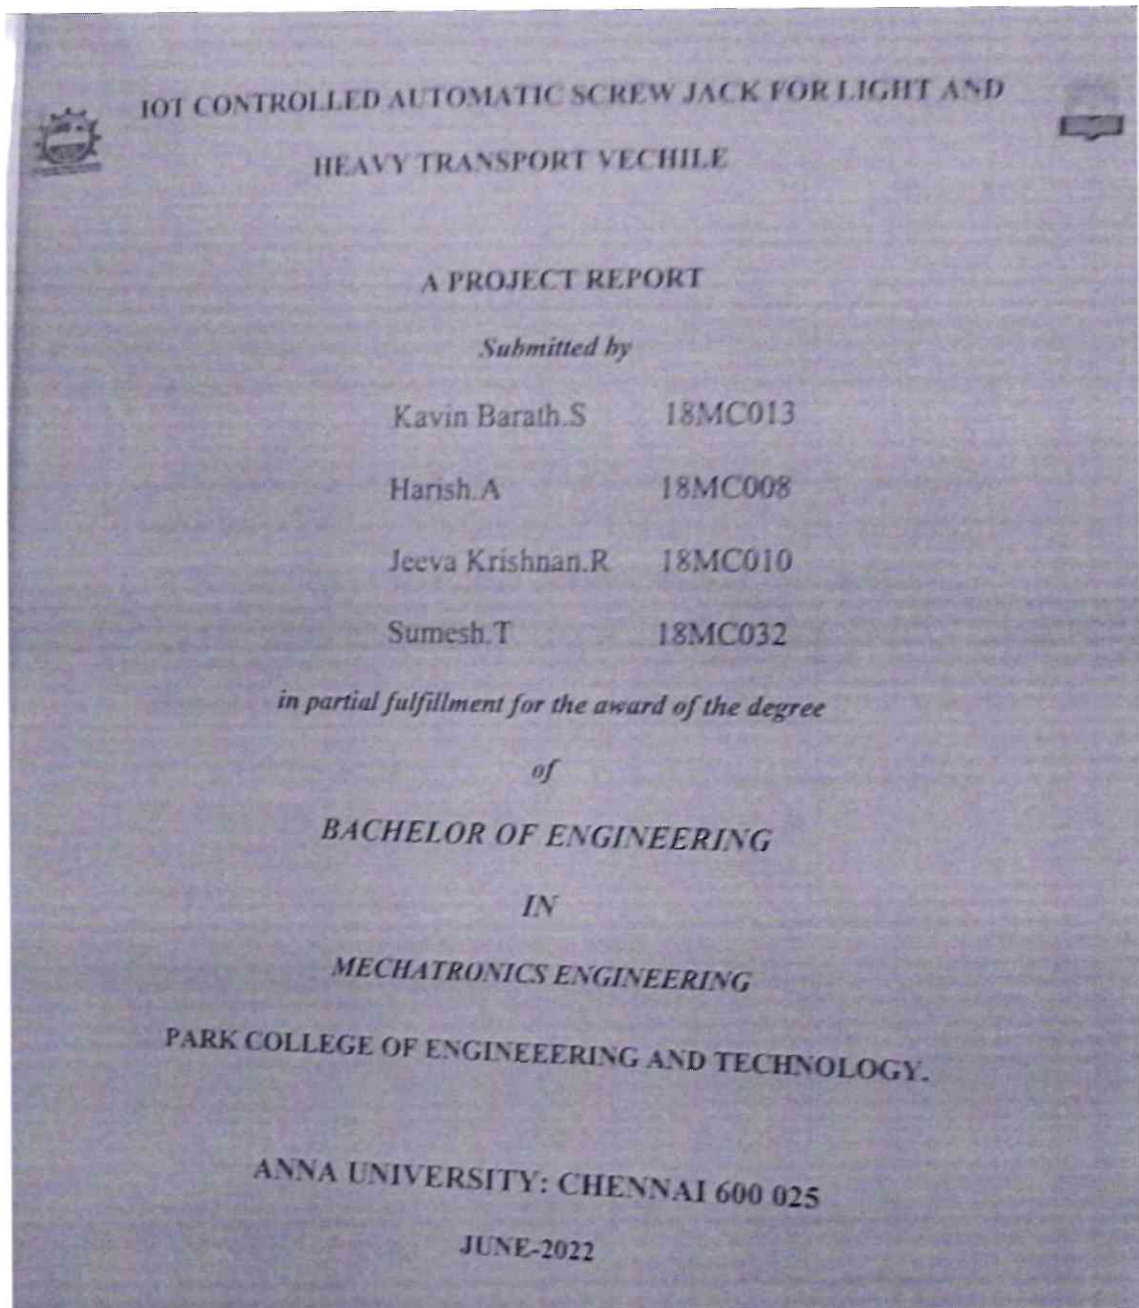 IOT CONTROLLED AUTOMATIC SCREW JACK FOR LIGHT AND
HEAVY TRANSPORT VECHILE
A PROJECT REPORT
Submitted by
Kavin Barath.S 18MC013
Harish.A 18MC008
Jeeva Krishnan.R 18MC010
Sumesh.T 18MC032
in partial fulfillment for the award of the degree
of
BACHELOR OF ENGINEERING
IN
MECHATRONICS ENGINEERING
PARK COLLEGE OF ENGINEEERING AND TECHNOLOGY.
ANNA UNIVERSITY: CHENNAI 600 025
JUNE-2022